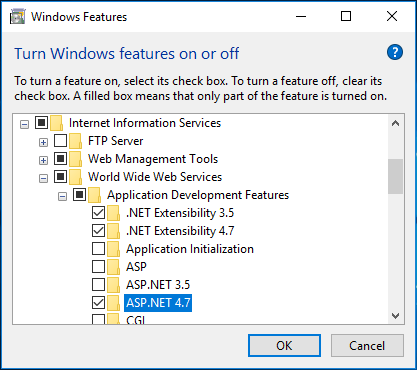 Windows Features
Turn Windows features on or off
?
To turn a feature on, select its check box. To turn a feature off, clear its
check box. A filled box means that only part of the feature is turned on.
Internet Information Services
FTP Server
Web Management Tools
World Wide Web Services
Application Development Features
.NET Extensibility 3.5
.NET Extensibility 4.7
Application Initialization
ASP
ASP.NET 3.5
ASP.NET 4.7
CGI
OK Cancel